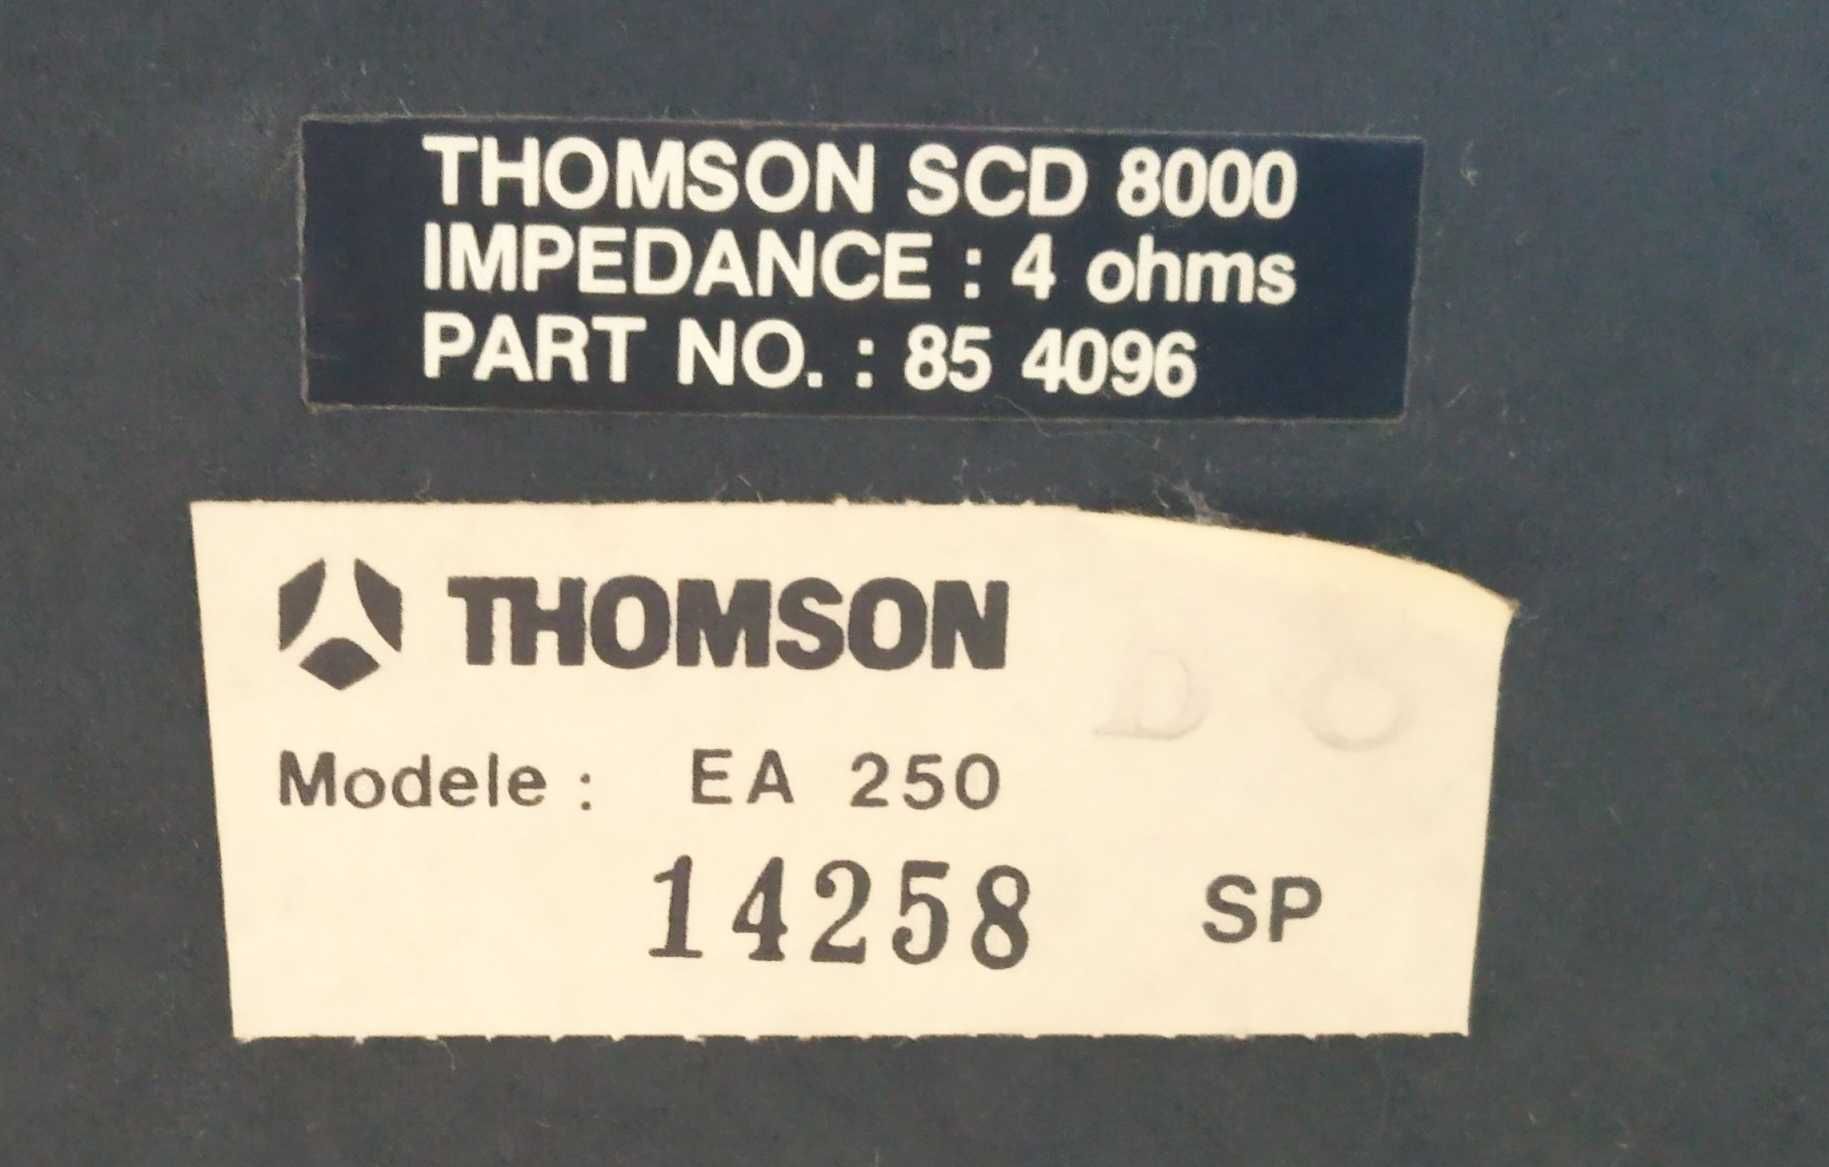 THOMSON SCD 8000
IMPEDANCE : 4 ohms
PART NO. : 85 4096
THOMSON
Modele : EA 250
14258 SP